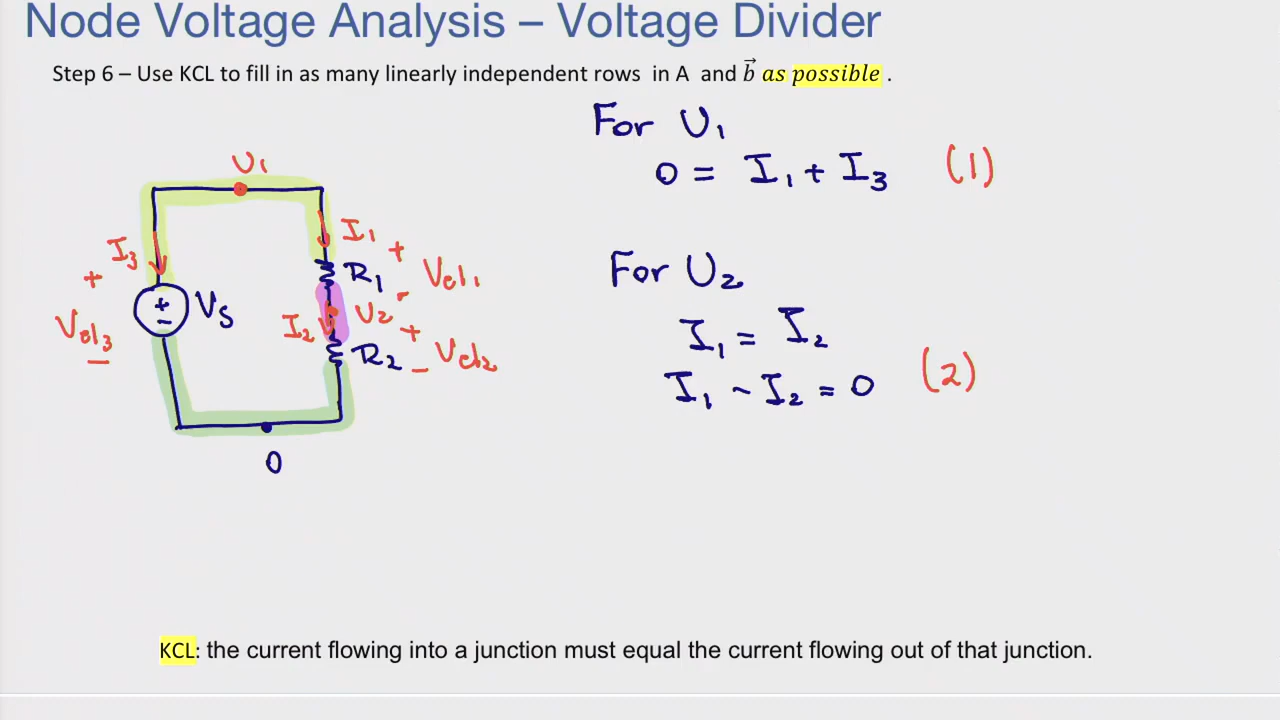 Node Voltage Analysis – Voltage Divider
Step 6 – Use KCL to fill in as many linearly independent rows in A and b⃗ as possible .
For U₁
0 = I₁ + I₃ (1)
U₁
I₃
I₁
+
+
R₁
Vel₁
-
+
-
Vs
Vel₃
-
I₂
U₂
+
R₂
-
Vel₂
0
For U₂
I₁ = I₂
I₁ - I₂ = 0 (2)
KCL: the current flowing into a junction must equal the current flowing out of that junction.